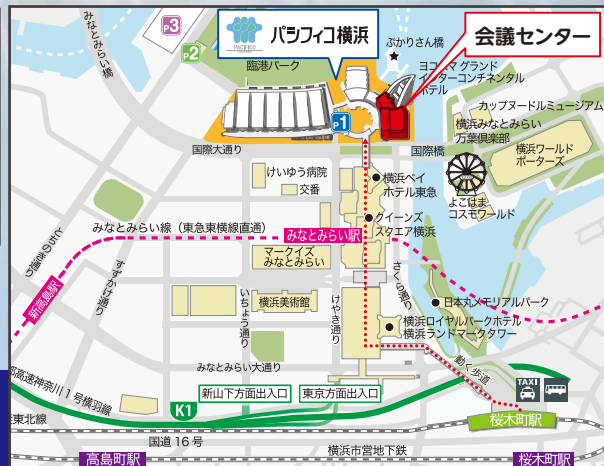 P3
P2
みなとみらい橋
PACIFICO
パシフィコ横浜
臨港パーク
ぷかりさん橋
会議センター
ヨコハマ グランド
インターコンチネンタル
ホテル
P1
カップヌードルミュージアム
横浜みなとみらい
万葉倶楽部
国際大通り
国際橋
横浜ワールド
ポーターズ
けいゆう病院
交番
横浜ベイ
ホテル東急
よこはま
コスモワールド
とちのき通り
みなとみらい線（東急東横線直通）
みなとみらい駅
クイーンズ
スクエア横浜
マークイズ
みなとみらい
すずかけ通り
新高島駅
いちょう通り
横浜美術館
けやき通り
さくら通り
日本丸メモリアルパーク
横浜ロイヤルパークホテル
横浜ランドマークタワー
みなとみらい大通り
動く歩道
高速神奈川1号横羽線
新山下方面出入口
東京方面出入口
TAXI
K1
東北線
桜木町駅
国道16号
横浜市営地下鉄
高島町駅
桜木町駅